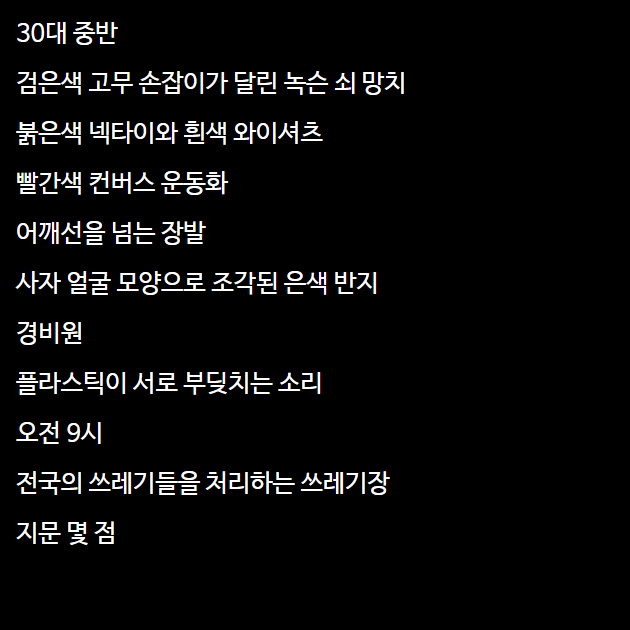 30대 중반
검은색 고무 손잡이가 달린 녹슨 쇠 망치
붉은색 넥타이와 흰색 와이셔츠
빨간색 컨버스 운동화
어깨선을 넘는 장발
사자 얼굴 모양으로 조각된 은색 반지
경비원
플라스틱이 서로 부딪치는 소리
오전 9시
전국의 쓰레기들을 처리하는 쓰레기장
지문 몇 점